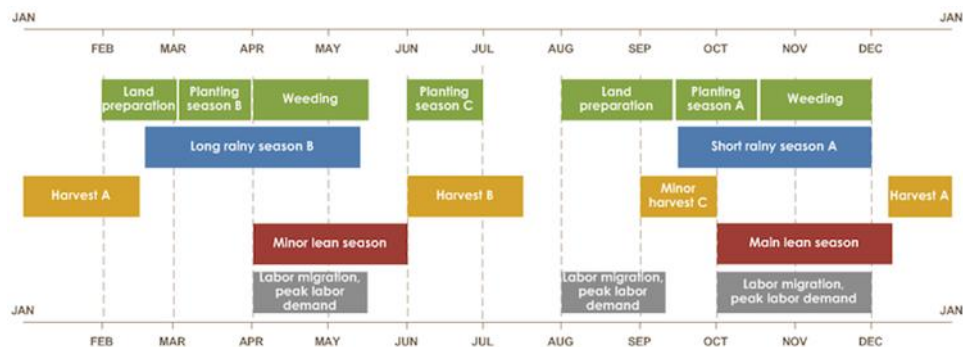 JAN JAN
FEB MAR APR MAY JUN JUL AUG SEP OCT NOV DEC
Land
preparation
Planting
season B
Weeding
Planting
season C
Land
preparation
Planting
season A
Weeding
Long rainy season B
Short rainy season A
Harvest A
Harvest B
Minor
harvest C
Harvest A
Minor lean season
Main lean season
Labor migration,
peak labor
demand
Labor migration,
peak labor
demand
Labor migration,
peak labor demand
JAN JAN
FEB MAR APR MAY JUN JUL AUG SEP OCT NOV DEC